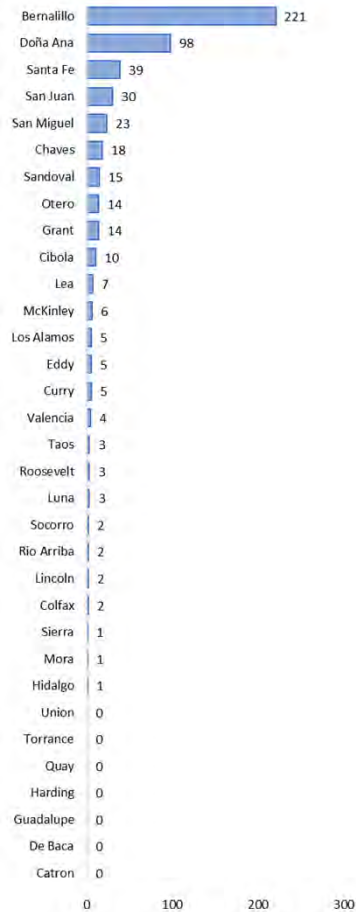 Bernalillo 221
Doña Ana 98
Santa Fe 39
San Juan 30
San Miguel 23
Chaves 18
Sandoval 15
Otero 14
Grant 14
Cibola 10
Lea 7
McKinley 6
Los Alamos 5
Eddy 5
Curry 5
Valencia 4
Taos 3
Roosevelt 3
Luna 3
Socorro 2
Rio Arriba 2
Lincoln 2
Colfax 2
Sierra 1
Mora 1
Hidalgo 1
Union 0
Torrance 0
Quay 0
Harding 0
Guadalupe 0
De Baca 0
Catron 0
0 100 200 300